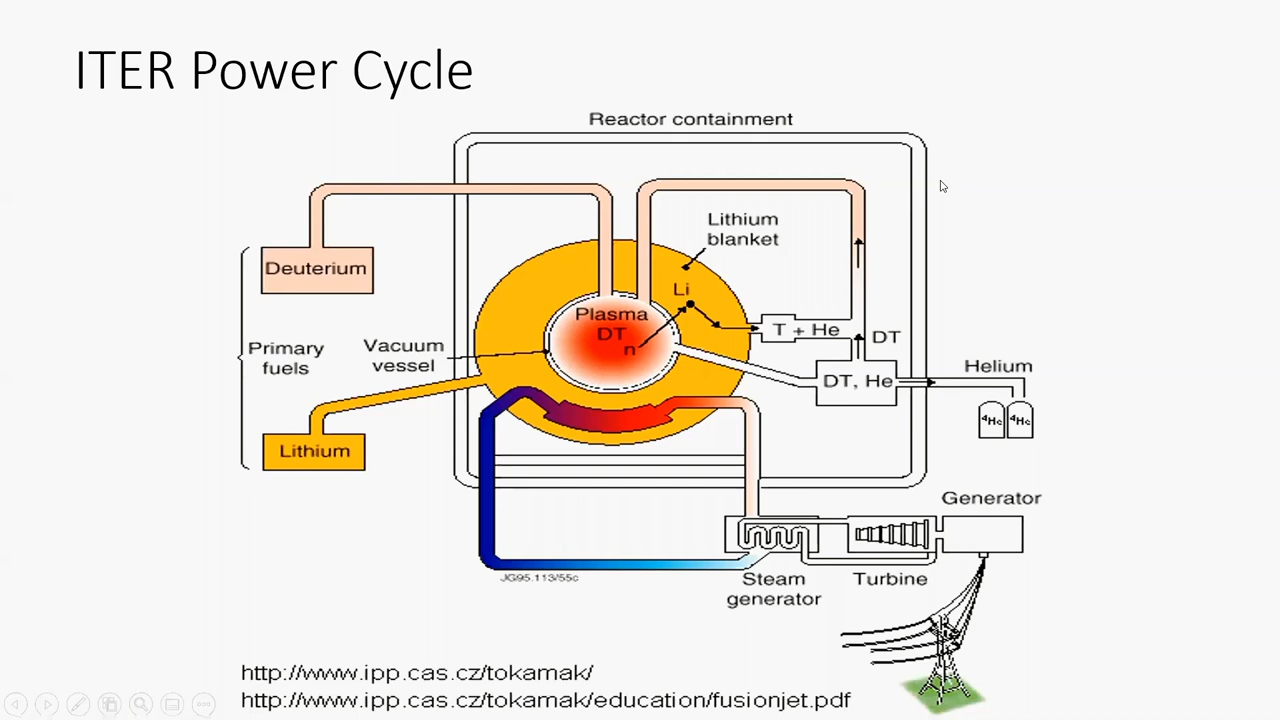 ITER Power Cycle
Reactor containment
Lithium
blanket
Deuterium
Li
Plasma
DT
n
T + He
DT
Primary
fuels
Vacuum
vessel
DT, He
Helium
⁴He
⁴He
Lithium
Generator
JG95.113/55c
Steam
generator
Turbine
http://www.ipp.cas.cz/tokamak/
http://www.ipp.cas.cz/tokamak/education/fusionjet.pdf